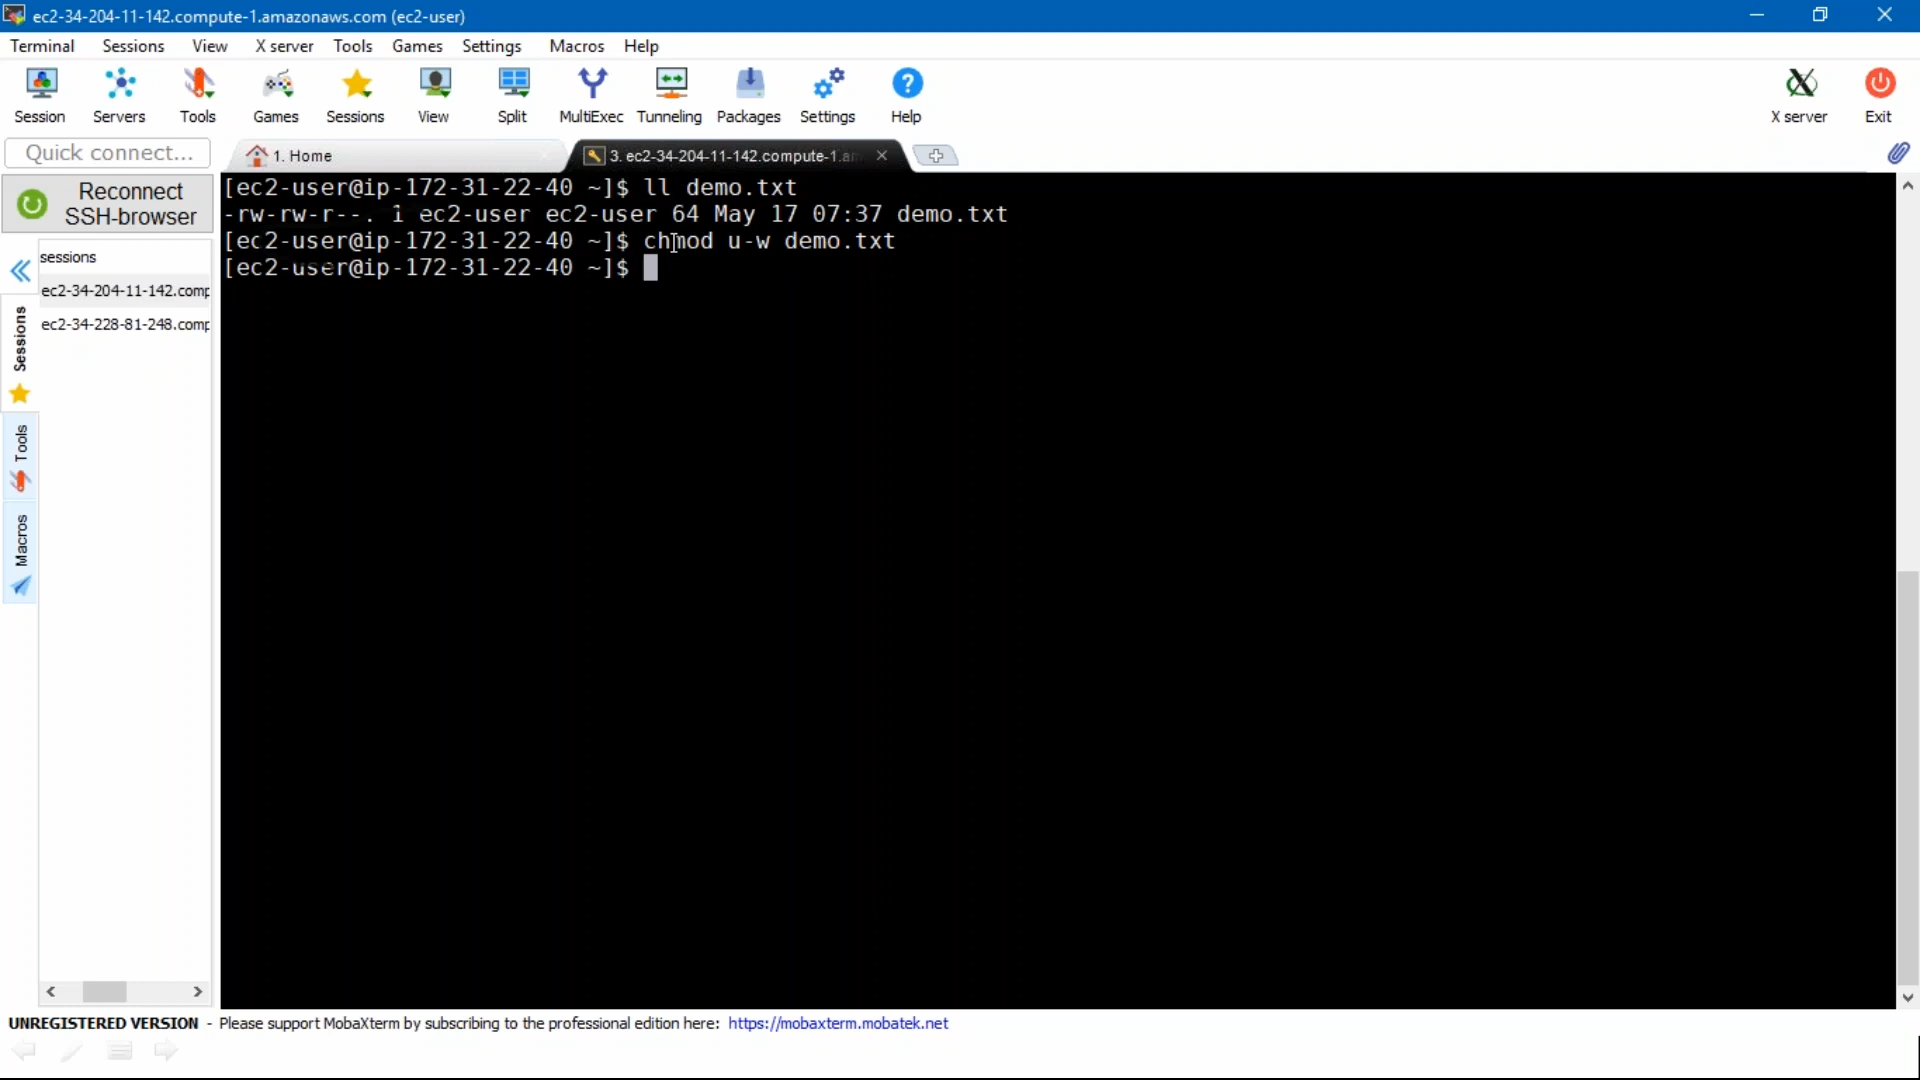 ec2-34-204-11-142.compute-1.amazonaws.com (ec2-user)
Terminal Sessions View X server Tools Games Settings Macros Help
Session Servers Tools Games Sessions View Split MultiExec Tunneling Packages Settings Help X server Exit
Quick connect...
1. Home
3. ec2-34-204-11-142.compute-1.am
Reconnect
SSH-browser
sessions
ec2-34-204-11-142.comp
ec2-34-228-81-248.comp
Sessions
Tools
Macros
[ec2-user@ip-172-31-22-40 ~]$ ll demo.txt
-rw-rw-r--. 1 ec2-user ec2-user 64 May 17 07:37 demo.txt
[ec2-user@ip-172-31-22-40 ~]$ chmod u-w demo.txt
[ec2-user@ip-172-31-22-40 ~]$
UNREGISTERED VERSION - Please support MobaXterm by subscribing to the professional edition here: https://mobaxterm.mobatek.net